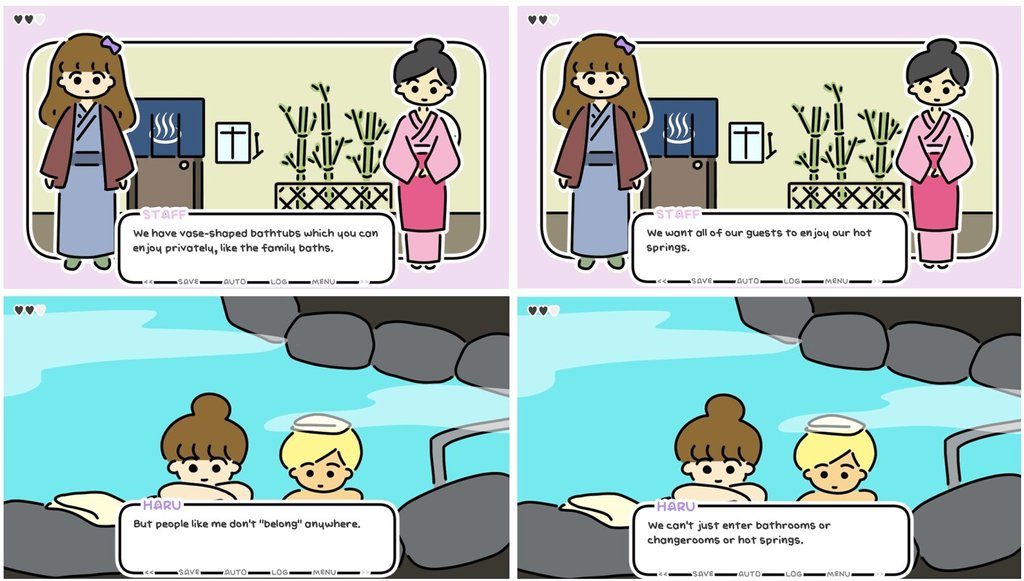 STAFF
We have vase-shaped bathtubs which you can
enjoy privately, like the family baths.
<< SAVE AUTO LOG MENU >>
STAFF
We want all of our guests to enjoy our hot
springs.
<< SAVE AUTO LOG MENU >>
HARU
But people like me don't "belong" anywhere.
<< SAVE AUTO LOG MENU >>
HARU
We can't just enter bathrooms or
changerooms or hot springs.
<< SAVE AUTO LOG MENU >>